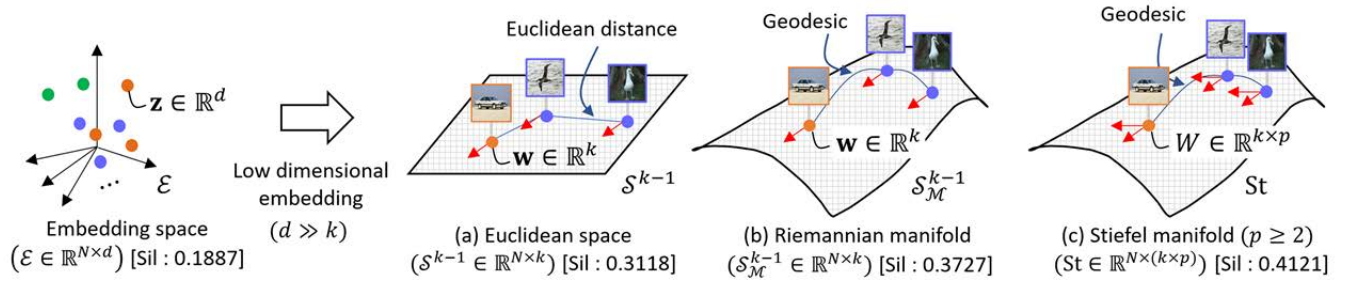 z ∈ ℝ^d
ℰ
...
Embedding space
(ℰ ∈ ℝ^{N×d}) [Sil : 0.1887]
Low dimensional
embedding
(d ≫ k)
Euclidean distance
w ∈ ℝ^k
𝒮^{k−1}
(a) Euclidean space
(𝒮^{k−1} ∈ ℝ^{N×k}) [Sil : 0.3118]
Geodesic
w ∈ ℝ^k
𝒮_ℳ^{k−1}
(b) Riemannian manifold
(𝒮_ℳ^{k−1} ∈ ℝ^{N×k}) [Sil : 0.3727]
Geodesic
W ∈ ℝ^{k×p}
St
(c) Stiefel manifold (p ≥ 2)
(St ∈ ℝ^{N×(k×p)}) [Sil : 0.4121]